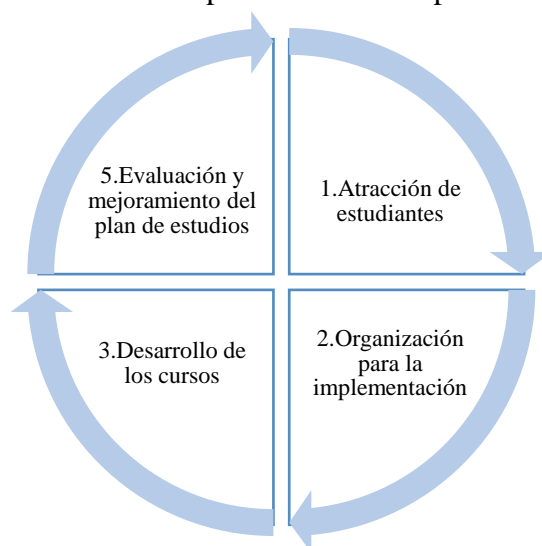 5.Evaluación y
mejoramiento del
plan de estudios
1.Atracción de
estudiantes
3.Desarrollo de
los cursos
2.Organización
para la
implementación